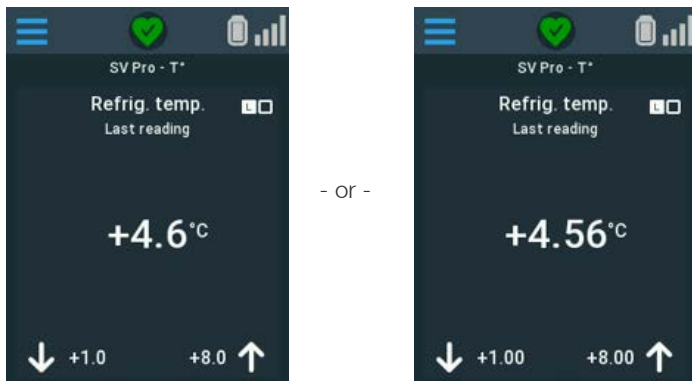 SV Pro - T°
Refrig. temp.
L
Last reading
+4.6°C
+1.0 +8.0
- or -
SV Pro - T°
Refrig. temp.
L
Last reading
+4.56°C
+1.00 +8.00